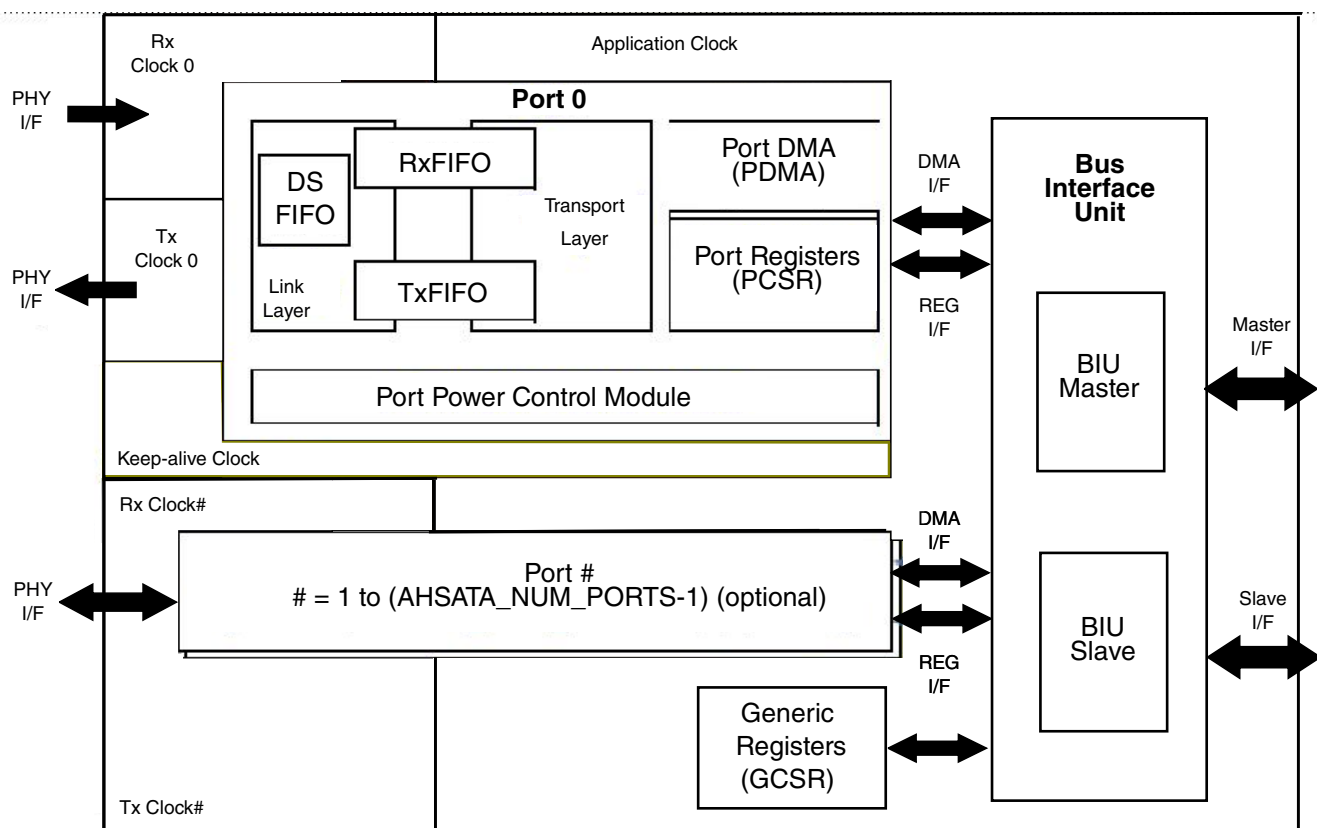 Rx
Clock 0
Application Clock
PHY
I/F
Port 0
RxFIFO
DS
FIFO
Transport
Layer
Link
Layer
TxFIFO
Port DMA
(PDMA)
Port Registers
(PCSR)
DMA
I/F
REG
I/F
Bus
Interface
Unit
Tx
Clock 0
PHY
I/F
BIU
Master
Master
I/F
Port Power Control Module
Keep-alive Clock
Rx Clock#
DMA
I/F
Port #
# = 1 to (AHSATA_NUM_PORTS-1) (optional)
PHY
I/F
REG
I/F
BIU
Slave
Slave
I/F
Generic
Registers
(GCSR)
Tx Clock#